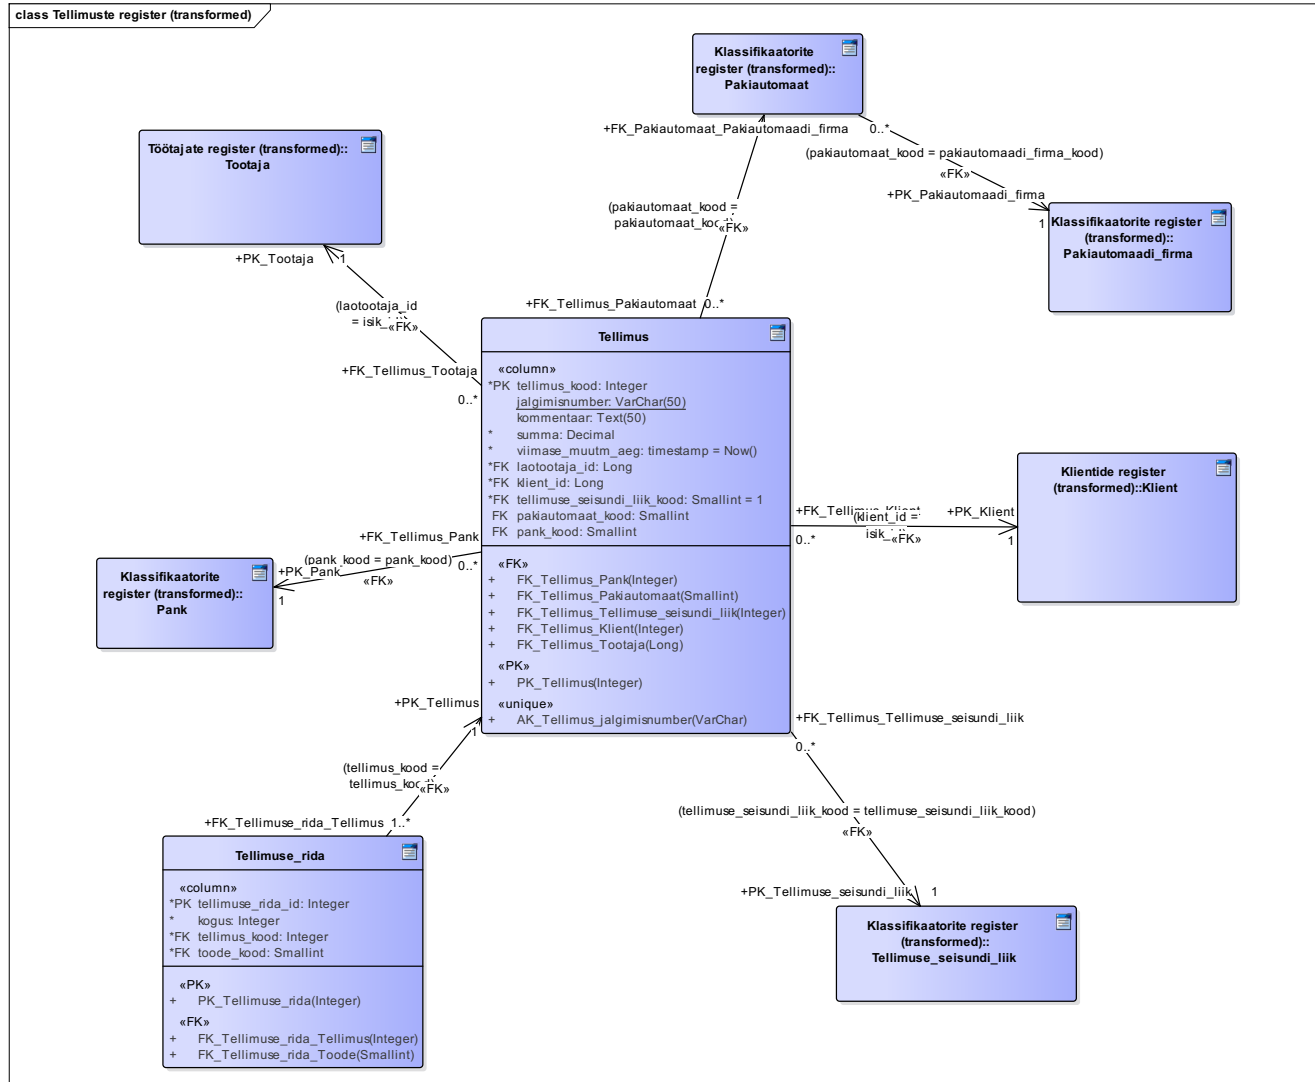 class Tellimuste register (transformed)
Klassifikaatorite
register (transformed)::
Pakiautomaat
+FK_Pakiautomaat_Pakiautomaadi_firma 0..*
(pakiautomaat_kood = pakiautomaadi_firma_kood)
«FK»
+PK_Pakiautomaadi_firma
1
Klassifikaatorite register
(transformed)::
Pakiautomaadi_firma
Töötajate register (transformed)::
Tootaja
+PK_Tootaja
1
(laotootaja_id
= isik_
«FK»
+FK_Tellimus_Tootaja
0..*
(pakiautomaat_kood =
pakiautomaat_kood)
«FK»
+FK_Tellimus_Pakiautomaat 0..*
Tellimus
«column»
*PK tellimus_kood: Integer
jalgimisnumber: VarChar(50)
kommentaar: Text(50)
* summa: Decimal
* viimase_muutm_aeg: timestamp = Now()
*FK laotootaja_id: Long
*FK klient_id: Long
*FK tellimuse_seisundi_liik_kood: Smallint = 1
FK pakiautomaat_kood: Smallint
FK pank_kood: Smallint
«FK»
+ FK_Tellimus_Pank(Integer)
+ FK_Tellimus_Pakiautomaat(Smallint)
+ FK_Tellimus_Tellimuse_seisundi_liik(Integer)
+ FK_Tellimus_Klient(Integer)
+ FK_Tellimus_Tootaja(Long)
«PK»
+ PK_Tellimus(Integer)
«unique»
+ AK_Tellimus_jalgimisnumber(VarChar)
+FK_Tellimus_Klient
0..*
(klient_id =
isik_
«FK»
+PK_Klient
1
Klientide register
(transformed)::Klient
+FK_Tellimus_Pank
0..*
(pank_kood = pank_kood)
«FK»
+PK_Pank
1
Klassifikaatorite
register (transformed)::
Pank
+PK_Tellimus
1
(tellimus_kood =
tellimus_kood)
«FK»
+FK_Tellimuse_rida_Tellimus 1..*
Tellimuse_rida
«column»
*PK tellimuse_rida_id: Integer
* kogus: Integer
*FK tellimus_kood: Integer
*FK toode_kood: Smallint
«PK»
+ PK_Tellimuse_rida(Integer)
«FK»
+ FK_Tellimuse_rida_Tellimus(Integer)
+ FK_Tellimuse_rida_Toode(Smallint)
+FK_Tellimus_Tellimuse_seisundi_liik
0..*
(tellimuse_seisundi_liik_kood = tellimuse_seisundi_liik_kood)
«FK»
+PK_Tellimuse_seisundi_liik 1
Klassifikaatorite register
(transformed)::
Tellimuse_seisundi_liik